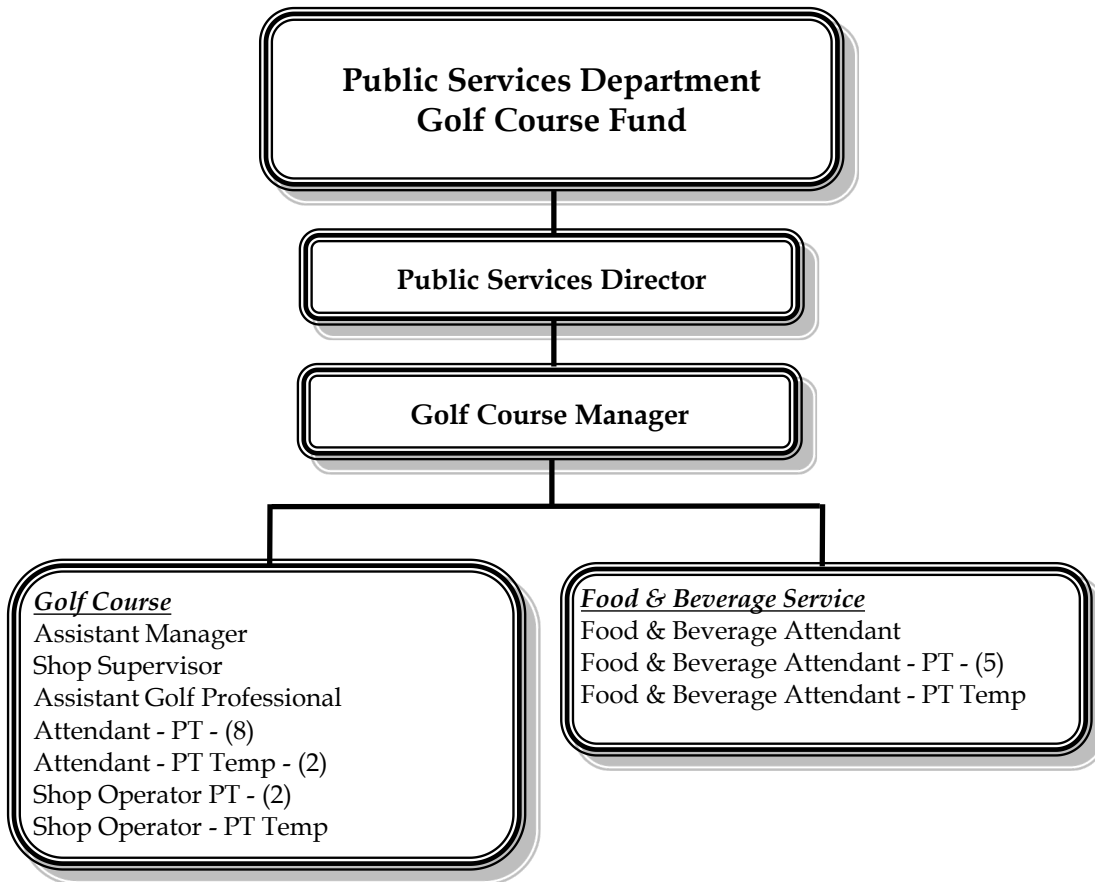 Public Services Department
Golf Course Fund
Public Services Director
Golf Course Manager
Golf Course
Assistant Manager
Shop Supervisor
Assistant Golf Professional
Attendant - PT - (8)
Attendant - PT Temp - (2)
Shop Operator PT - (2)
Shop Operator - PT Temp
Food & Beverage Service
Food & Beverage Attendant
Food & Beverage Attendant - PT - (5)
Food & Beverage Attendant - PT Temp